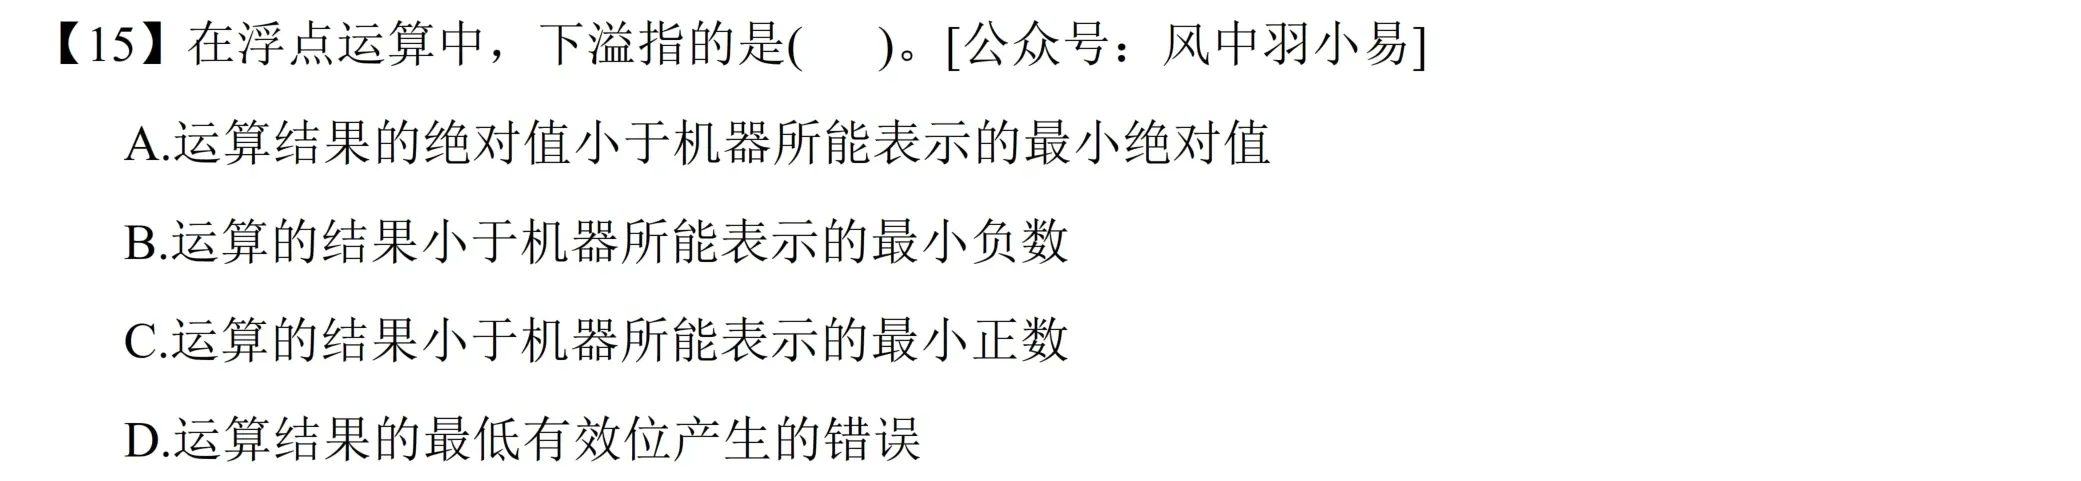 【15】在浮点运算中，下溢指的是(　　)。[公众号：风中羽小易]
A.运算结果的绝对值小于机器所能表示的最小绝对值
B.运算的结果小于机器所能表示的最小负数
C.运算的结果小于机器所能表示的最小正数
D.运算结果的最低有效位产生的错误